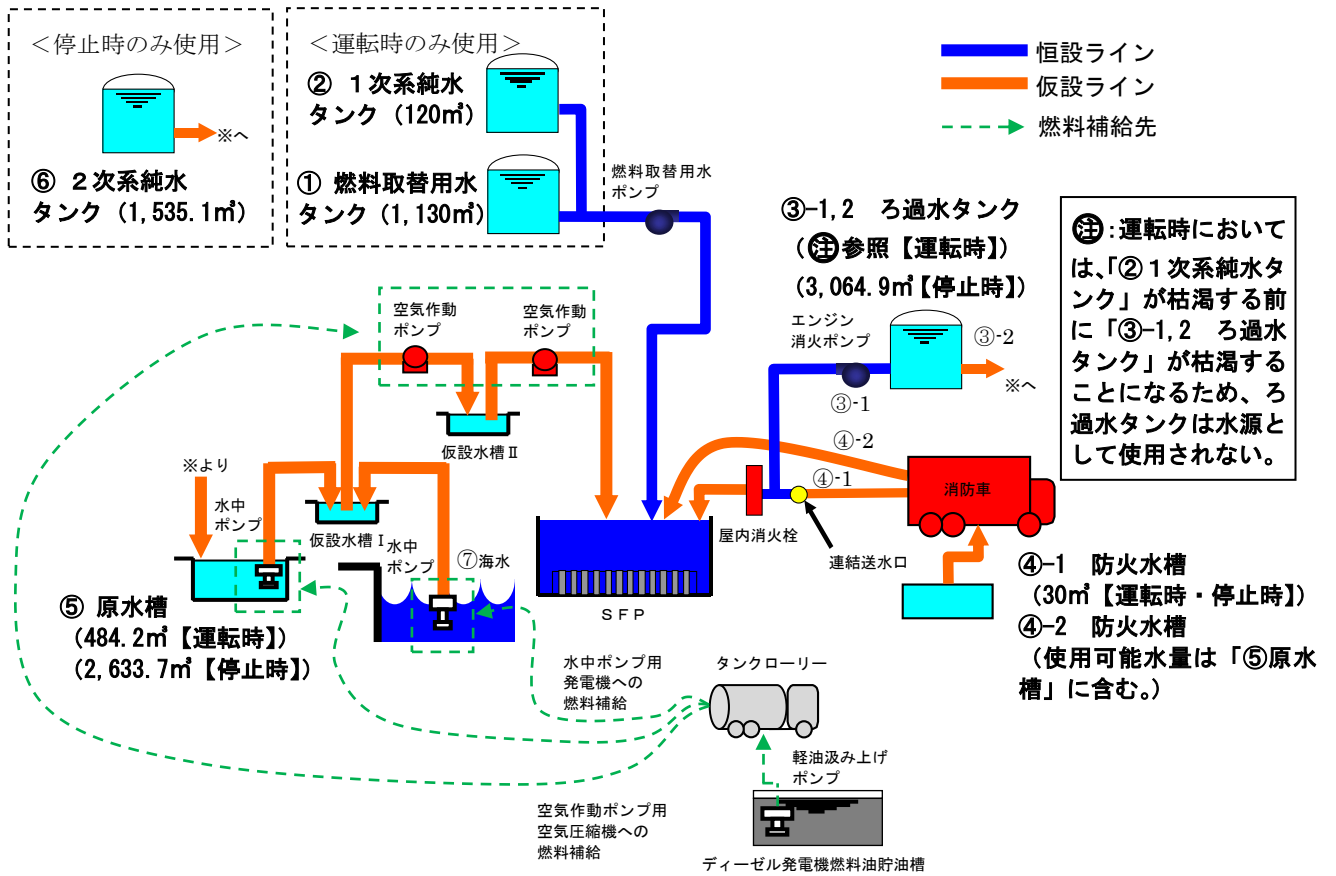 ＜停止時のみ使用＞
※へ
⑥ ２次系純水
タンク（1,535.1㎥）
＜運転時のみ使用＞
② １次系純水
タンク（120㎥）
① 燃料取替用水
タンク（1,130㎥）
燃料取替用水
ポンプ
恒設ライン
仮設ライン
燃料補給先
③-1,2 ろ過水タンク
（注参照【運転時】）
（3,064.9㎥【停止時】）
エンジン
消火ポンプ
③-2
※へ
③-1
注:運転時において
は、「②１次系純水タ
ンク」が枯渇する前
に「③-1,2 ろ過水
タンク」が枯渇する
ことになるため、ろ
過水タンクは水源と
して使用されない。
空気作動
ポンプ
空気作動
ポンプ
仮設水槽Ⅱ
※より
水中
ポンプ
仮設水槽Ⅰ
水中
ポンプ
⑦海水
⑤ 原水槽
（484.2㎥【運転時】）
（2,633.7㎥【停止時】）
ＳＦＰ
④-2
④-1
消防車
屋内消火栓
連結送水口
④-1 防火水槽
（30㎥【運転時・停止時】）
④-2 防火水槽
（使用可能水量は「⑤原水
槽」に含む。）
水中ポンプ用
発電機への
燃料補給
タンクローリー
軽油汲み上げ
ポンプ
空気作動ポンプ用
空気圧縮機への
燃料補給
ディーゼル発電機燃料油貯油槽